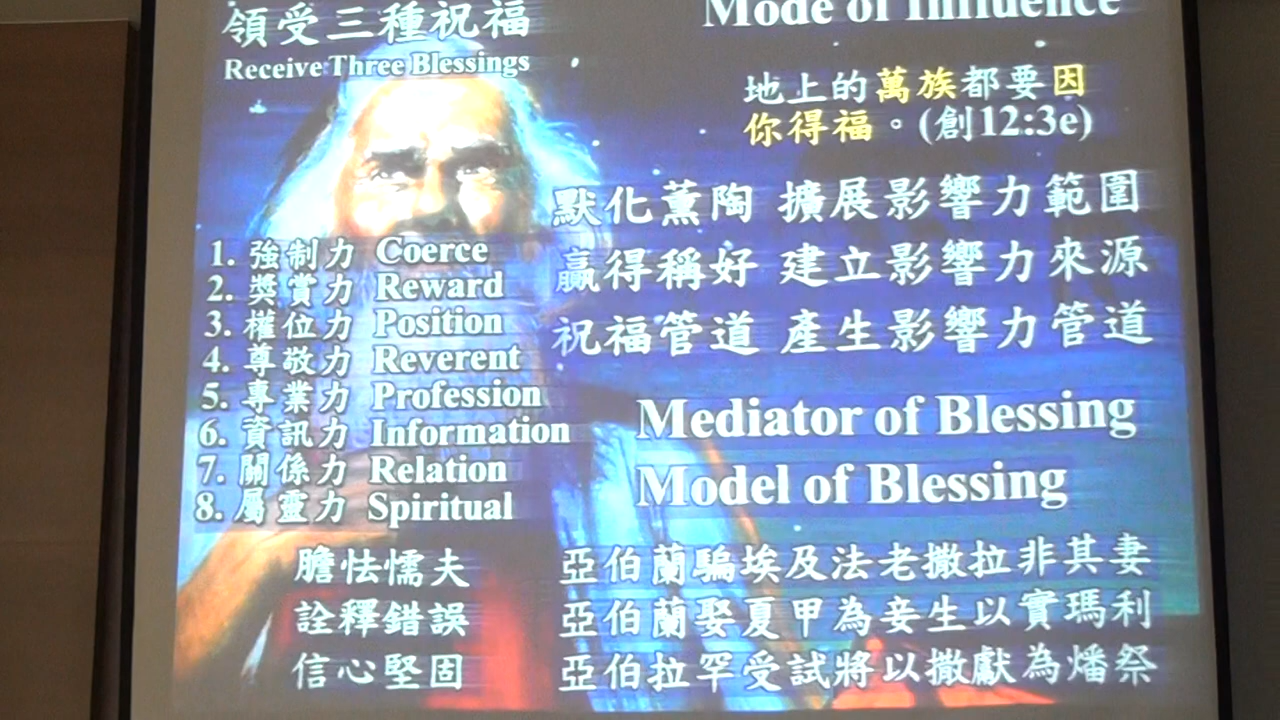 領受三種祝福
Receive Three Blessings
Mode of Influence
地上的萬族都要因
你得福。(創12:3e)
默化薰陶 擴展影響力範圍
贏得稱好 建立影響力來源
祝福管道 產生影響力管道
1. 強制力 Coerce
2. 獎賞力 Reward
3. 權位力 Position
4. 尊敬力 Reverent
5. 專業力 Profession
6. 資訊力 Information
7. 關係力 Relation
8. 屬靈力 Spiritual
Mediator of Blessing
Model of Blessing
膽怯懦夫 亞伯蘭騙埃及法老撒拉非其妻
詮釋錯誤 亞伯蘭娶夏甲為妾生以實瑪利
信心堅固 亞伯拉罕受試將以撒獻為燔祭